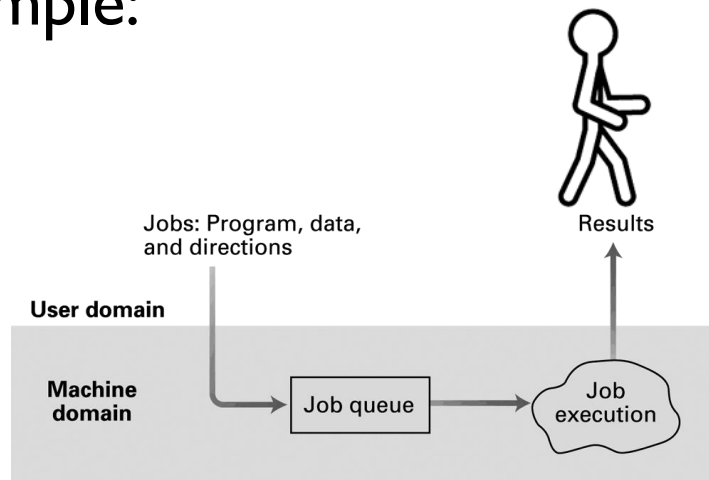 mple:
Jobs: Program, data,
and directions
Results
User domain
Machine
domain
Job queue
Job
execution